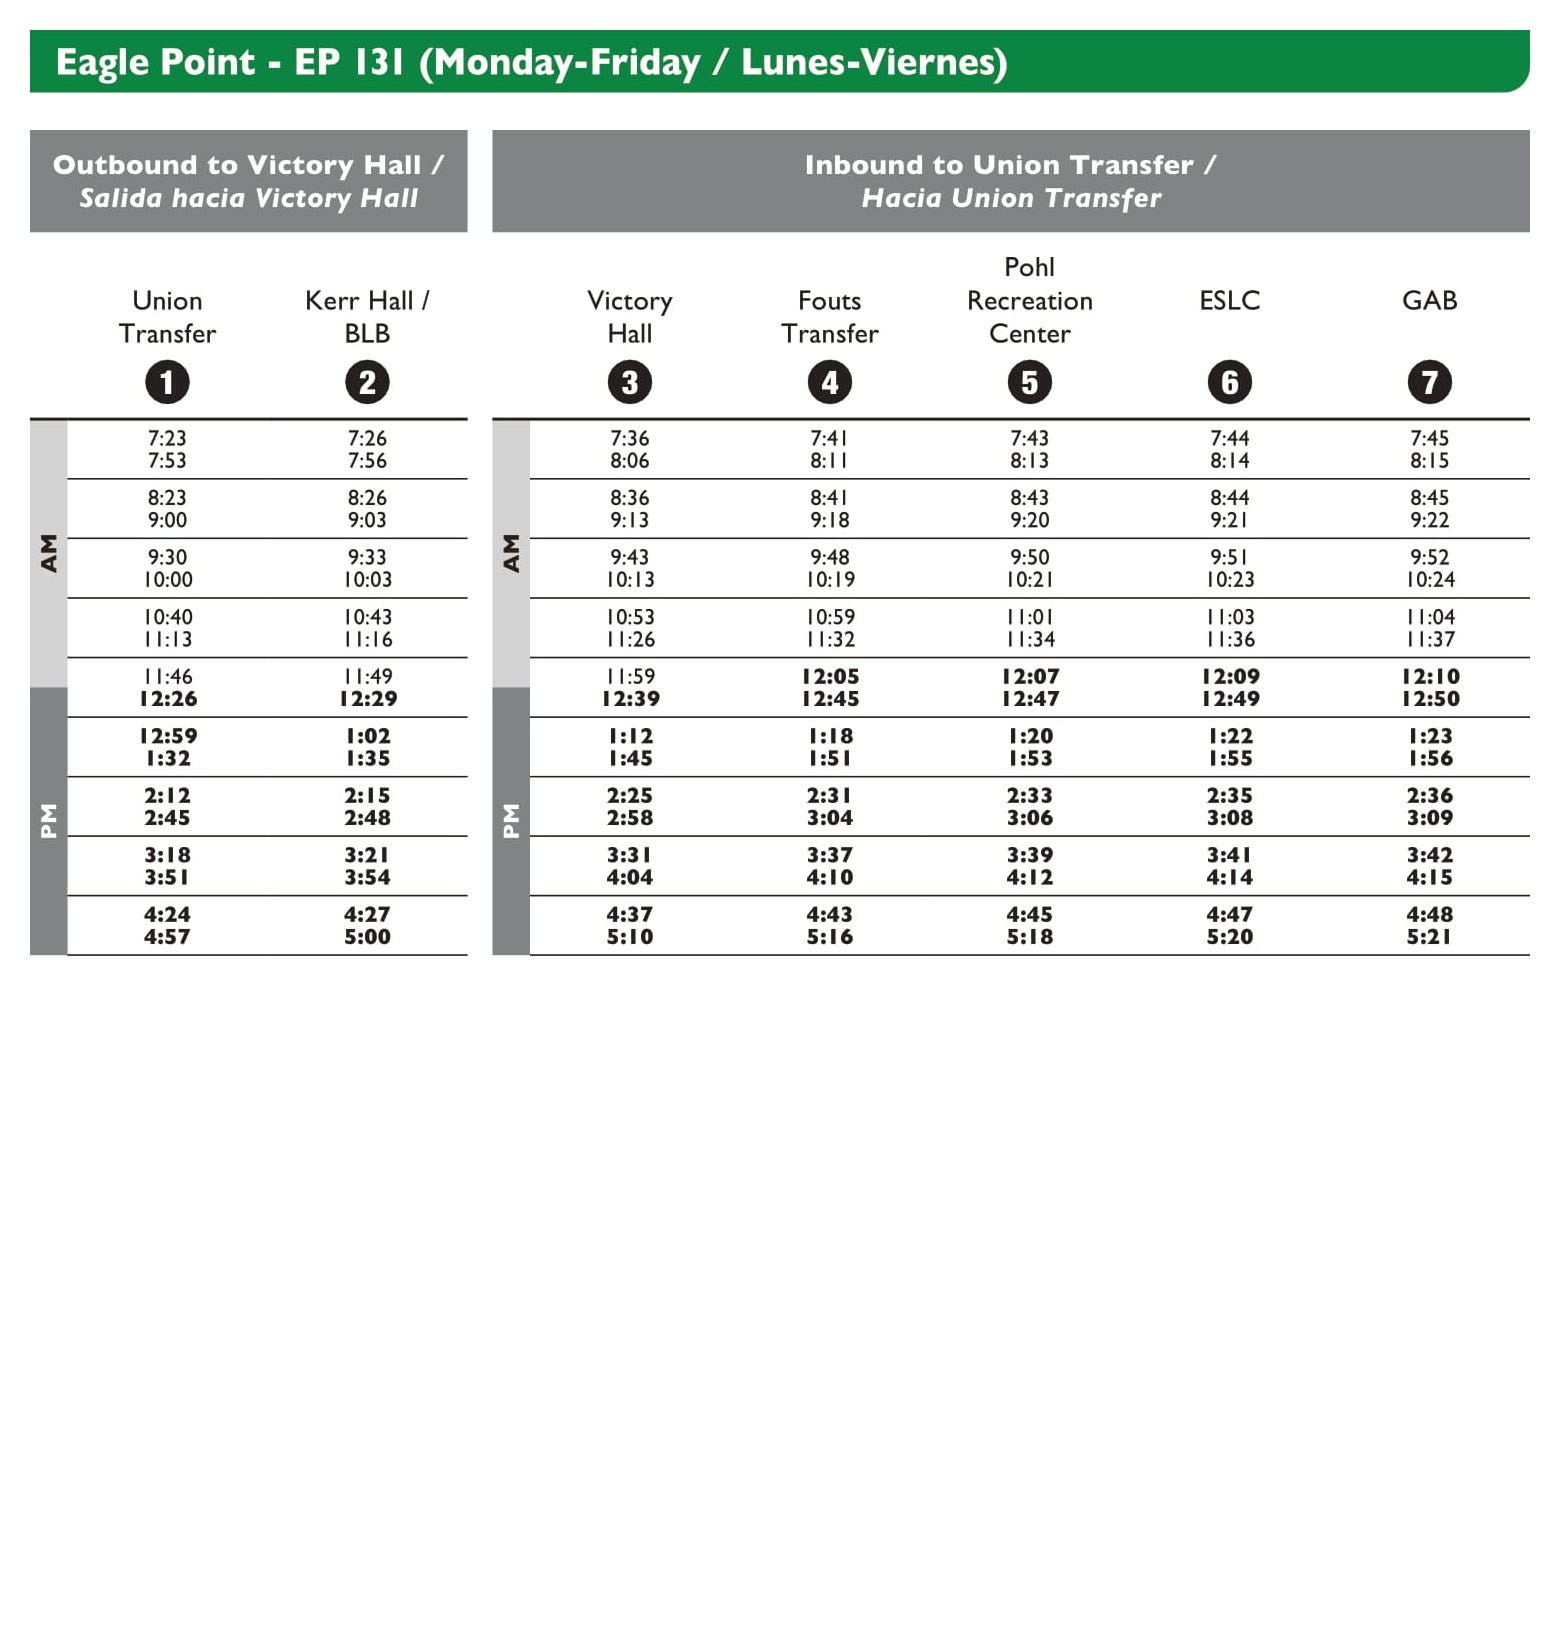 Eagle Point - EP 131 (Monday-Friday / Lunes-Viernes)
Outbound to Victory Hall /
Salida hacia Victory Hall
Inbound to Union Transfer /
Hacia Union Transfer
Union Transfer
Kerr Hall / BLB
Victory Hall
Fouts Transfer
Pohl Recreation Center
ESLC
GAB
1 2 3 4 5 6 7
AM
AM
7:23 7:26 7:36 7:41 7:43 7:44 7:45
7:53 7:56 8:06 8:11 8:13 8:14 8:15
8:23 8:26 8:36 8:41 8:43 8:44 8:45
9:00 9:03 9:13 9:18 9:20 9:21 9:22
9:30 9:33 9:43 9:48 9:50 9:51 9:52
10:00 10:03 10:13 10:19 10:21 10:23 10:24
10:40 10:43 10:53 10:59 11:01 11:03 11:04
11:13 11:16 11:26 11:32 11:34 11:36 11:37
11:46 11:49 11:59 12:05 12:07 12:09 12:10
PM
PM
12:26 12:29 12:39 12:45 12:47 12:49 12:50
12:59 1:02 1:12 1:18 1:20 1:22 1:23
1:32 1:35 1:45 1:51 1:53 1:55 1:56
2:12 2:15 2:25 2:31 2:33 2:35 2:36
2:45 2:48 2:58 3:04 3:06 3:08 3:09
3:18 3:21 3:31 3:37 3:39 3:41 3:42
3:51 3:54 4:04 4:10 4:12 4:14 4:15
4:24 4:27 4:37 4:43 4:45 4:47 4:48
4:57 5:00 5:10 5:16 5:18 5:20 5:21